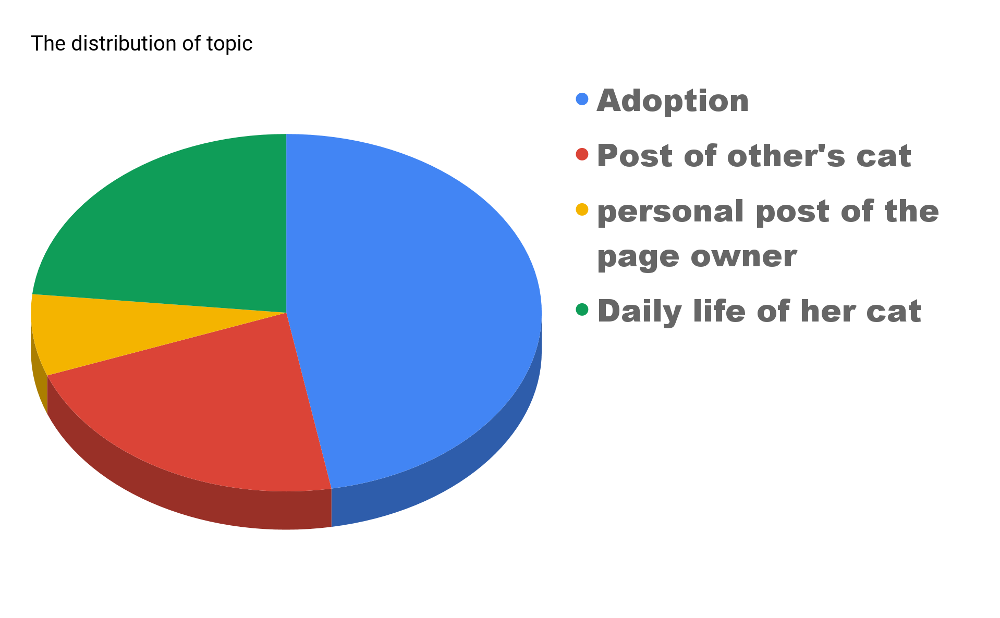 The distribution of topic
Adoption
Post of other's cat
personal post of the
page owner
Daily life of her cat